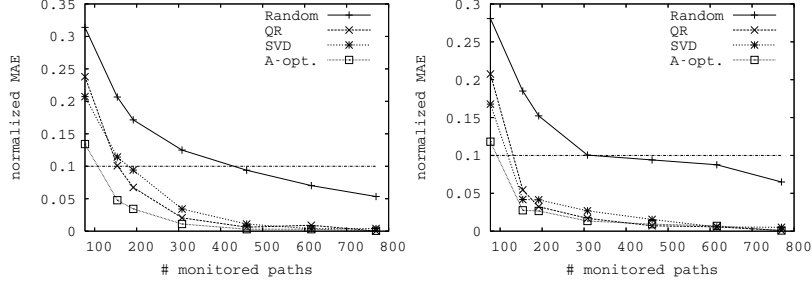 0.35
0.3
0.25
0.2
0.15
0.1
0.05
0
normalized MAE
Random
QR
SVD
A-opt.
100 200 300 400 500 600 700 800
# monitored paths
0.3
0.25
0.2
0.15
0.1
0.05
0
normalized MAE
Random
QR
SVD
A-opt.
100 200 300 400 500 600 700 800
# monitored paths